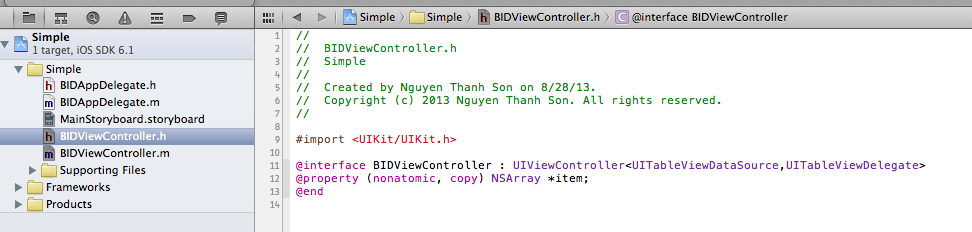 Simple
1 target, iOS SDK 6.1
Simple
BIDAppDelegate.h
BIDAppDelegate.m
MainStoryboard.storyboard
BIDViewController.h
BIDViewController.m
Supporting Files
Frameworks
Products
Simple Simple BIDViewController.h @interface BIDViewController
1 //
2 //  BIDViewController.h
3 //  Simple
4 //
5 //  Created by Nguyen Thanh Son on 8/28/13.
6 //  Copyright (c) 2013 Nguyen Thanh Son. All rights reserved.
7 //
8
9 #import <UIKit/UIKit.h>
10
11 @interface BIDViewController : UIViewController<UITableViewDataSource,UITableViewDelegate>
12 @property (nonatomic, copy) NSArray *item;
13 @end
14